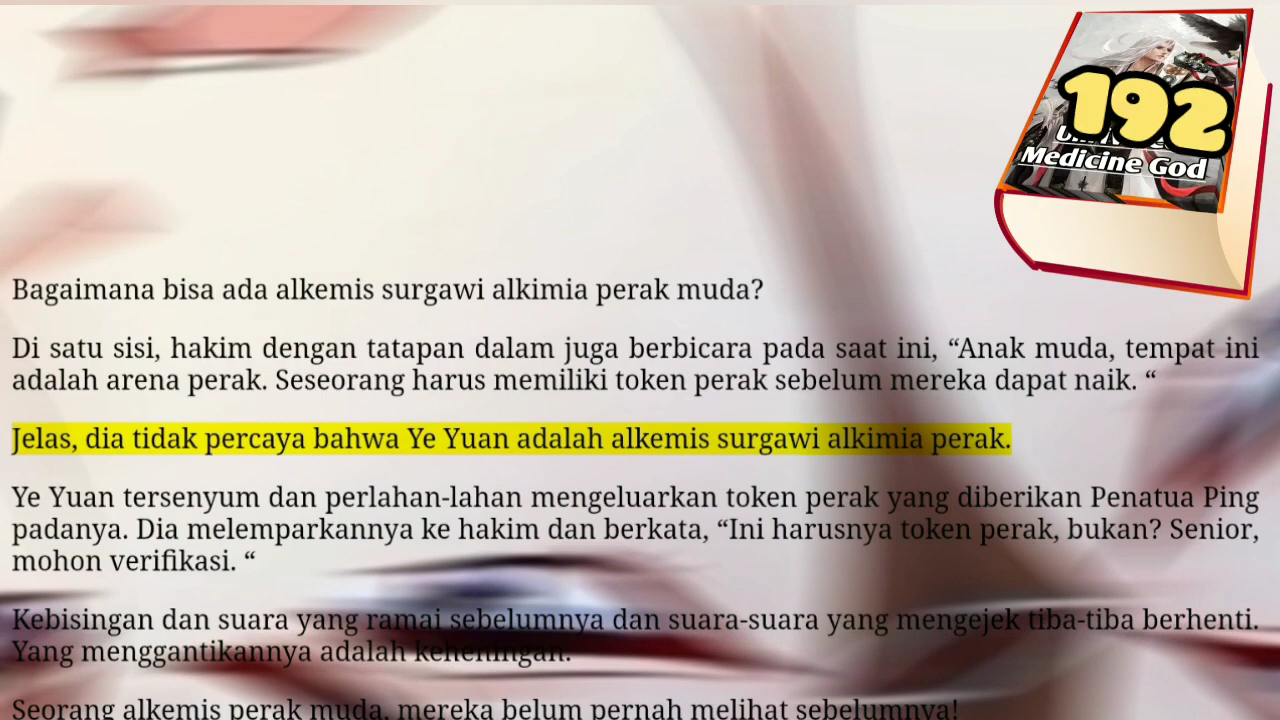 192
Medicine God
Bagaimana bisa ada alkemis surgawi alkimia perak muda?
Di satu sisi, hakim dengan tatapan dalam juga berbicara pada saat ini, “Anak muda, tempat ini
adalah arena perak. Seseorang harus memiliki token perak sebelum mereka dapat naik. “
Jelas, dia tidak percaya bahwa Ye Yuan adalah alkemis surgawi alkimia perak.
Ye Yuan tersenyum dan perlahan-lahan mengeluarkan token perak yang diberikan Penatua Ping
padanya. Dia melemparkannya ke hakim dan berkata, “Ini harusnya token perak, bukan? Senior,
mohon verifikasi. “
Kebisingan dan suara yang ramai sebelumnya dan suara-suara yang mengejek tiba-tiba berhenti.
Yang menggantikannya adalah keheningan.
Seorang alkemis perak muda, mereka belum pernah melihat sebelumnya!